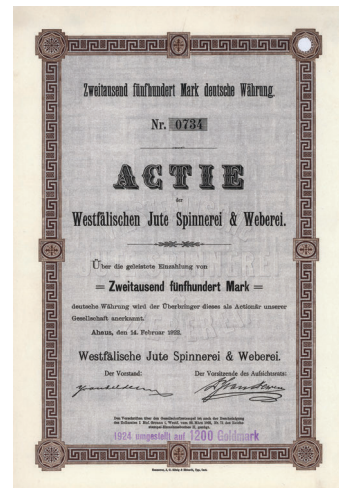 Zweitausend fünfhundert Mark deutsche Währung.
Nr. 0734
ACTIE
der
Westfälischen Jute Spinnerei & Weberei.
Über die geleistete Einzahlung von
= Zweitausend fünfhundert Mark =
deutsche Währung wird der Überbringer dieses als Actionär unserer
Gesellschaft anerkannt.
Ahaus, den 14. Februar 1922.
Westfälische Jute Spinnerei & Weberei.
Der Vorstand: Der Vorsitzende des Aufsichtsrats:
1924 umgestellt auf 1200 Goldmark